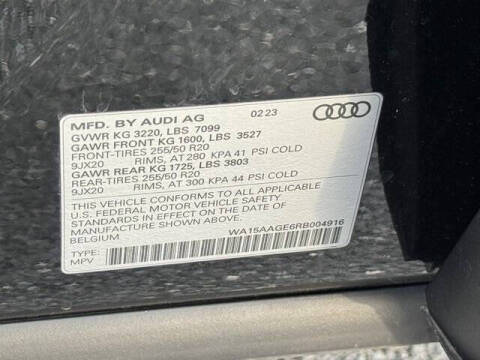 MFD. BY AUDI AG 02 23
GVWR KG 3220, LBS 7099
GAWR FRONT KG 1600, LBS 3527
FRONT-TIRES 255/50 R20
9JX20 RIMS, AT 280 KPA 41 PSI COLD
GAWR REAR KG 1725, LBS 3803
REAR-TIRES 255/50 R20
9JX20 RIMS, AT 300 KPA 44 PSI COLD
THIS VEHICLE CONFORMS TO ALL APPLICABLE
U.S. FEDERAL MOTOR VEHICLE SAFETY
STANDARDS IN EFFECT ON THE DATE OF
MANUFACTURE SHOWN ABOVE.
BELGIUM WA15AAGE6RB004916
TYPE:
MPV